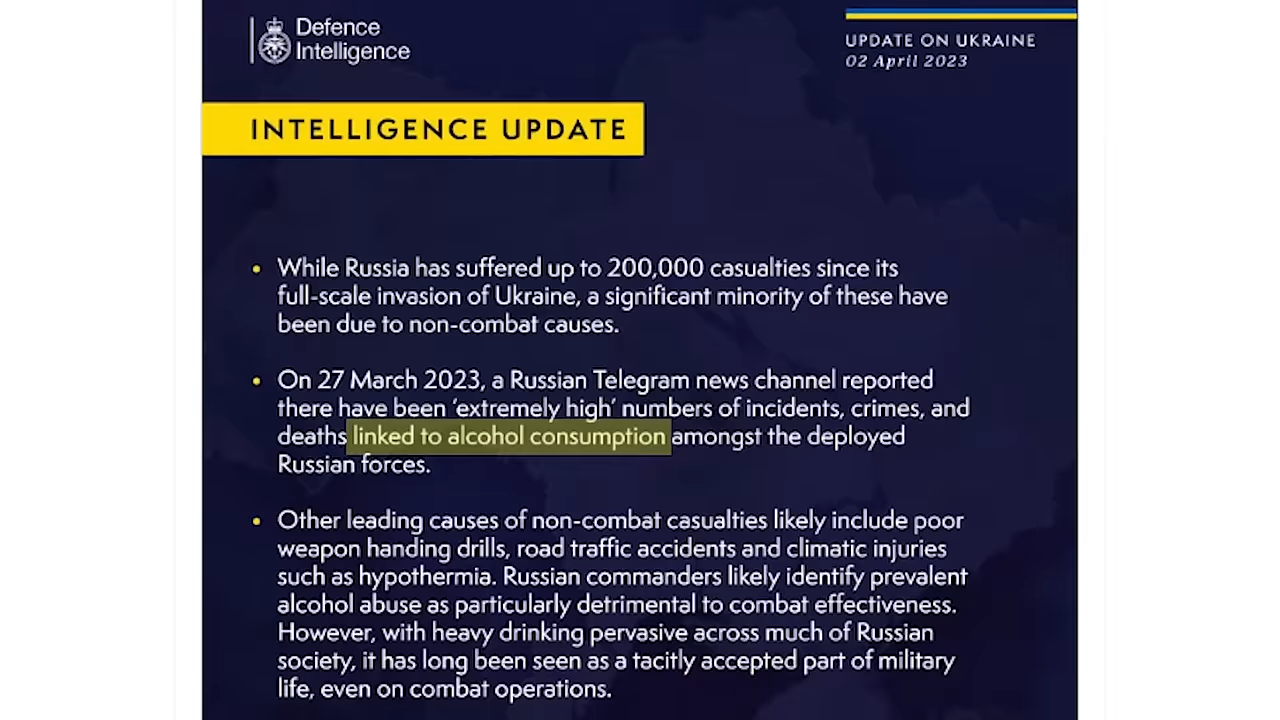 Defence
Intelligence
UPDATE ON UKRAINE
02 April 2023
INTELLIGENCE UPDATE
• While Russia has suffered up to 200,000 casualties since its
full-scale invasion of Ukraine, a significant minority of these have
been due to non-combat causes.
• On 27 March 2023, a Russian Telegram news channel reported
there have been ‘extremely high’ numbers of incidents, crimes, and
deaths linked to alcohol consumption amongst the deployed
Russian forces.
• Other leading causes of non-combat casualties likely include poor
weapon handing drills, road traffic accidents and climatic injuries
such as hypothermia. Russian commanders likely identify prevalent
alcohol abuse as particularly detrimental to combat effectiveness.
However, with heavy drinking pervasive across much of Russian
society, it has long been seen as a tacitly accepted part of military
life, even on combat operations.